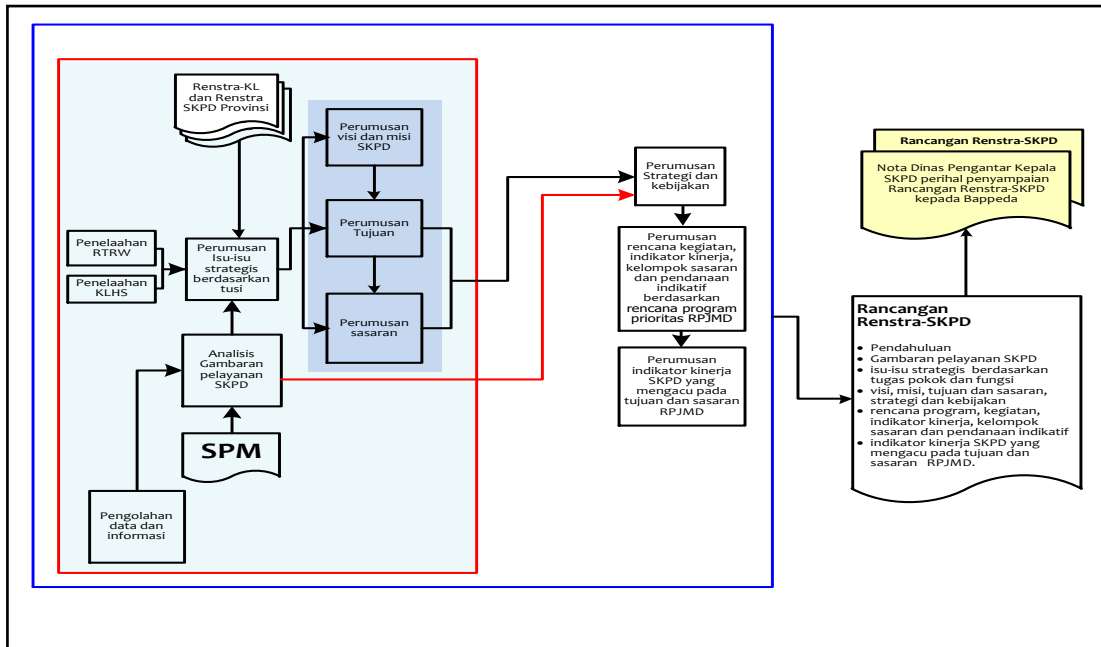 Renstra-KL
dan Renstra
SKPD Provinsi
Perumusan
visi dan misi
SKPD
Perumusan
Strategi dan
kebijakan
Rancangan Renstra-SKPD
Nota Dinas Pengantar Kepala
SKPD perihal penyampaian
Rancangan Renstra-SKPD
kepada Bappeda
Penelaahan
RTRW
Penelaahan
KLHS
Perumusan
Isu-isu
strategis
berdasarkan
tusi
Perumusan
Tujuan
Perumusan
rencana kegiatan,
indikator kinerja,
kelompok sasaran
dan pendanaan
indikatif
berdasarkan
rencana program
prioritas RPJMD
Perumusan
sasaran
Analisis
Gambaran
pelayanan
SKPD
Perumusan
indikator kinerja
SKPD yang
mengacu pada
tujuan dan sasaran
RPJMD
SPM
Pengolahan
data dan
informasi
Rancangan
Renstra-SKPD
• Pendahuluan
• Gambaran pelayanan SKPD
• isu-isu strategis berdasarkan
tugas pokok dan fungsi
• visi, misi, tujuan dan sasaran,
strategi dan kebijakan
• rencana program, kegiatan,
indikator kinerja, kelompok
sasaran dan pendanaan indikatif
• indikator kinerja SKPD yang
mengacu pada tujuan dan
sasaran RPJMD.